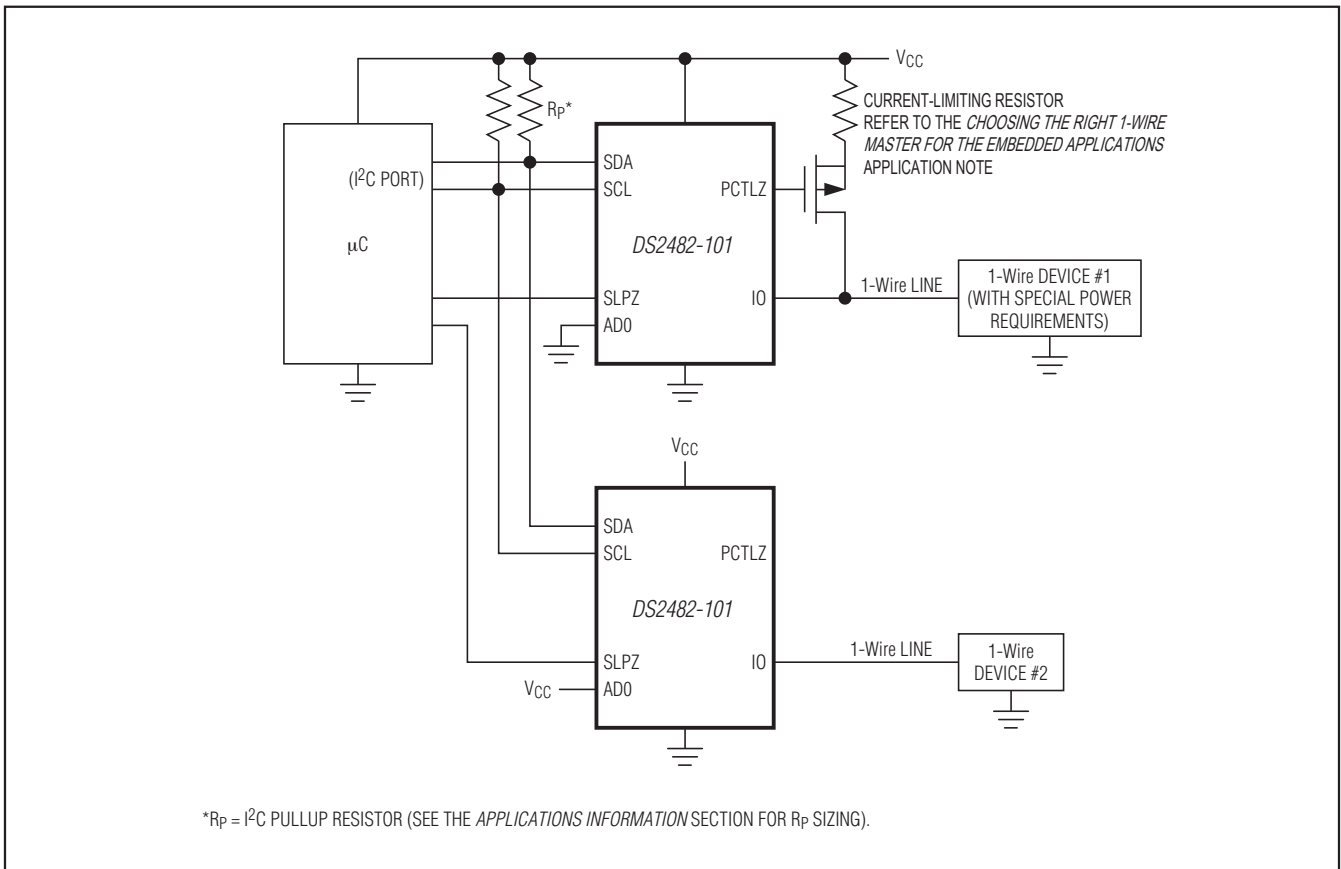 VCC
RP*
CURRENT-LIMITING RESISTOR
REFER TO THE CHOOSING THE RIGHT 1-WIRE
MASTER FOR THE EMBEDDED APPLICATIONS
APPLICATION NOTE
(I²C PORT)
µC
SDA
SCL
PCTLZ
DS2482-101
SLPZ
AD0
IO
1-Wire LINE
1-Wire DEVICE #1
(WITH SPECIAL POWER
REQUIREMENTS)
VCC
SDA
SCL
PCTLZ
DS2482-101
SLPZ
VCC
AD0
IO
1-Wire LINE
1-Wire
DEVICE #2
*RP = I²C PULLUP RESISTOR (SEE THE APPLICATIONS INFORMATION SECTION FOR RP SIZING).